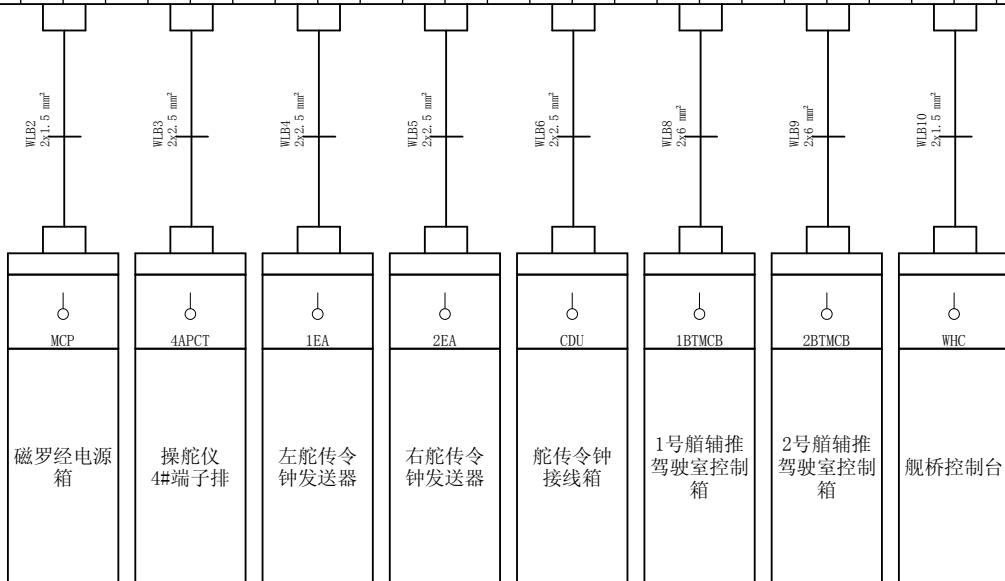 WLB2
2x1.5 mm²
WLB3
2x2.5 mm²
WLB4
2x2.5 mm²
WLB5
2x2.5 mm²
WLB6
2x2.5 mm²
WLB8
2x6 mm²
WLB9
2x6 mm²
WLB10
2x1.5 mm²
MCP
4APCT
1EA
2EA
CDU
1BTMCB
2BTMCB
WHC
磁罗经电源
箱
操舵仪
4#端子排
左舵传令
钟发送器
右舵传令
钟发送器
舵传令钟
接线箱
1号艏辅推
驾驶室控制
箱
2号艏辅推
驾驶室控制
箱
舰桥控制台